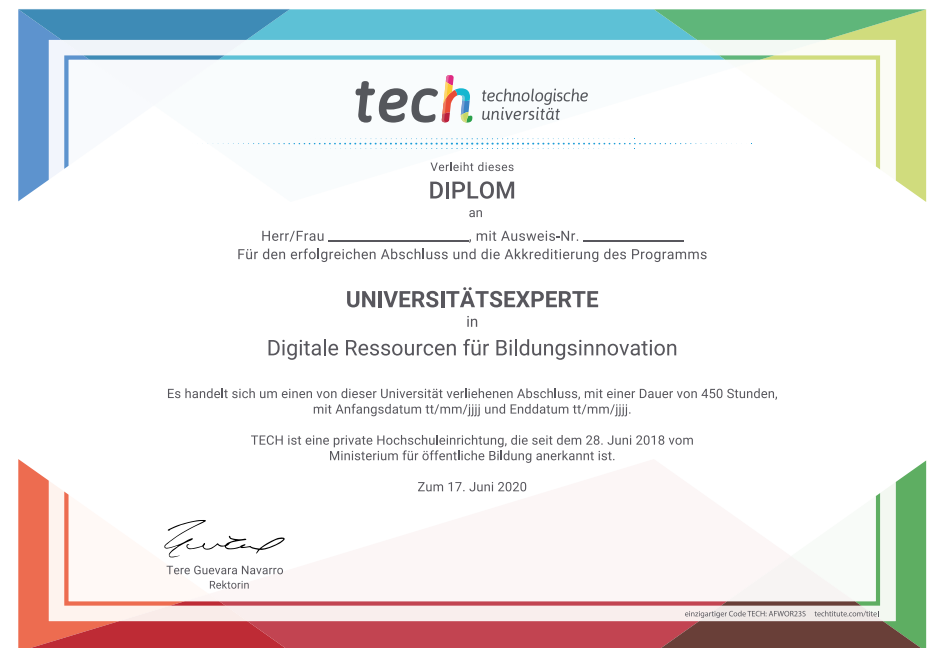 tech technologische
universität
Verleiht dieses
DIPLOM
an
Herr/Frau ____________, mit Ausweis-Nr. ____________
Für den erfolgreichen Abschluss und die Akkreditierung des Programms
UNIVERSITÄTSEXPERTE
in
Digitale Ressourcen für Bildungsinnovation
Es handelt sich um einen von dieser Universität verliehenen Abschluss, mit einer Dauer von 450 Stunden,
mit Anfangsdatum tt/mm/jjjj und Enddatum tt/mm/jjjj.
TECH ist eine private Hochschuleinrichtung, die seit dem 28. Juni 2018 vom
Ministerium für öffentliche Bildung anerkannt ist.
Zum 17. Juni 2020
Tere Guevara Navarro
Rektorin
einzigartiger Code TECH: AFWOR235 techtitute.com/titel